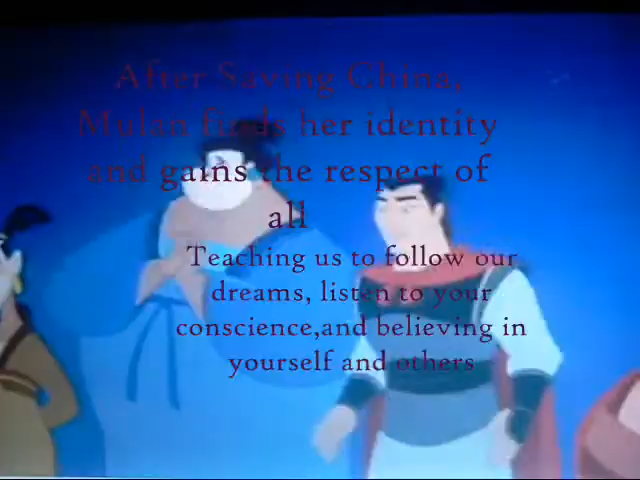 After Saving China,
Mulan finds her identity
and gains the respect of
all
Teaching us to follow our
dreams, listen to your
conscience,and believing in
yourself and others